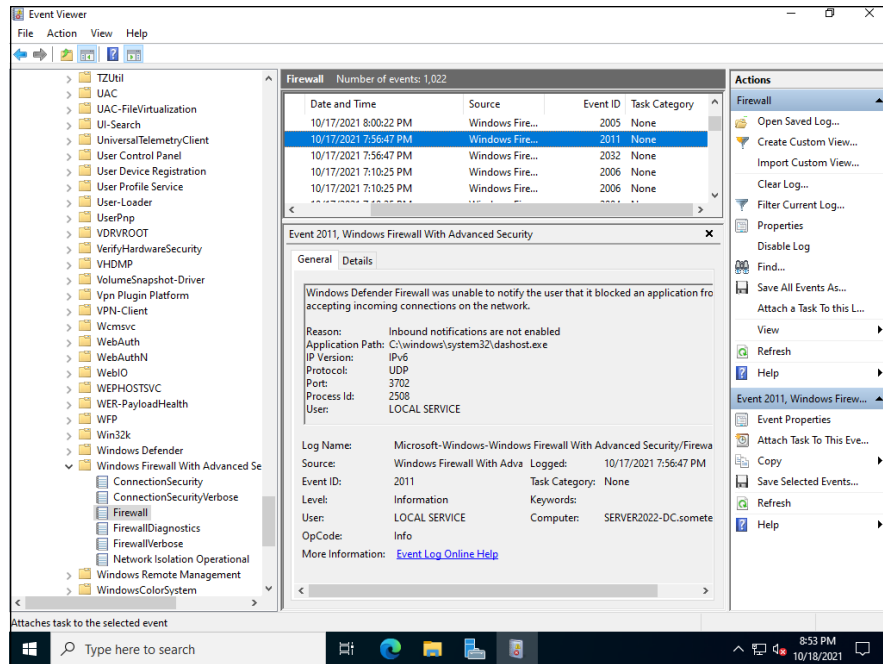 Event Viewer
File Action View Help
TZUtil
UAC
UAC-FileVirtualization
UI-Search
UniversalTelemetryClient
User Control Panel
User Device Registration
User Profile Service
User-Loader
UserPnp
VDRVROOT
VerifyHardwareSecurity
VHDMP
VolumeSnapshot-Driver
Vpn Plugin Platform
VPN-Client
Wcmsvc
WebAuth
WebAuthN
WebIO
WEPHOSTSVC
WER-PayloadHealth
WFP
Win32k
Windows Defender
Windows Firewall With Advanced Se
ConnectionSecurity
ConnectionSecurityVerbose
Firewall
FirewallDiagnostics
FirewallVerbose
Network Isolation Operational
Windows Remote Management
WindowsColorSystem
Firewall Number of events: 1,022
Date and Time Source Event ID Task Category
10/17/2021 8:00:22 PM Windows Fire... 2005 None
10/17/2021 7:56:47 PM Windows Fire... 2011 None
10/17/2021 7:56:47 PM Windows Fire... 2032 None
10/17/2021 7:10:25 PM Windows Fire... 2006 None
10/17/2021 7:10:25 PM Windows Fire... 2006 None
Event 2011, Windows Firewall With Advanced Security
General Details
Windows Defender Firewall was unable to notify the user that it blocked an application fro
accepting incoming connections on the network.
Reason: Inbound notifications are not enabled
Application Path: C:\windows\system32\dashost.exe
IP Version: IPv6
Protocol: UDP
Port: 3702
Process Id: 2508
User: LOCAL SERVICE
Log Name: Microsoft-Windows-Windows Firewall With Advanced Security/Firewa
Source: Windows Firewall With Adva Logged: 10/17/2021 7:56:47 PM
Event ID: 2011 Task Category: None
Level: Information Keywords:
User: LOCAL SERVICE Computer: SERVER2022-DC.somete
OpCode: Info
More Information: Event Log Online Help
Actions
Firewall
Open Saved Log...
Create Custom View...
Import Custom View...
Clear Log...
Filter Current Log...
Properties
Disable Log
Find...
Save All Events As...
Attach a Task To this L...
View
Refresh
Help
Event 2011, Windows Firew...
Event Properties
Attach Task To This Eve...
Copy
Save Selected Events...
Refresh
Help
Attaches task to the selected event
Type here to search
8:53 PM
10/18/2021